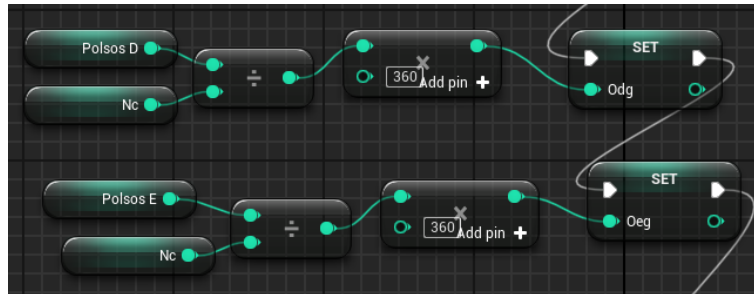 Polsos D
÷
Nc
×
360
Add pin +
SET
Odg
Polsos E
÷
Nc
×
360
Add pin +
SET
Oeg